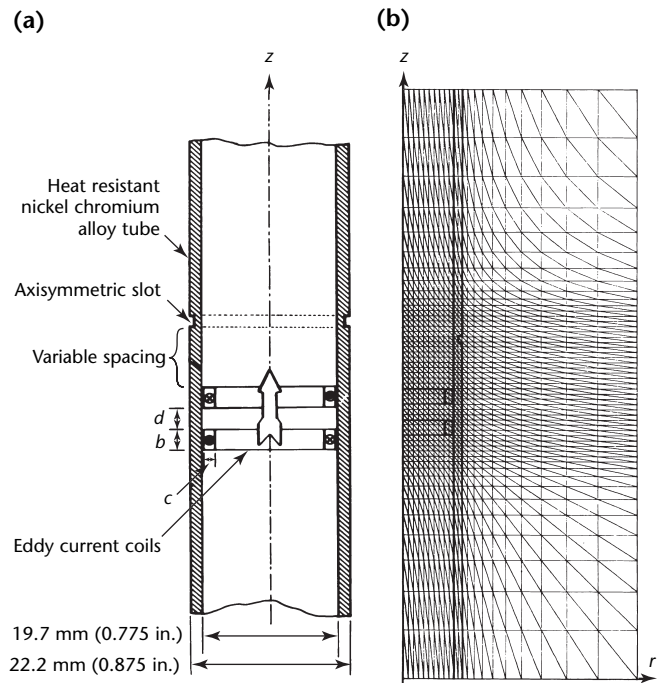 (a)
z
Heat resistant
nickel chromium
alloy tube
Axisymmetric slot
Variable spacing
d
b
c
Eddy current coils
19.7 mm (0.775 in.)
22.2 mm (0.875 in.)
(b)
z
r